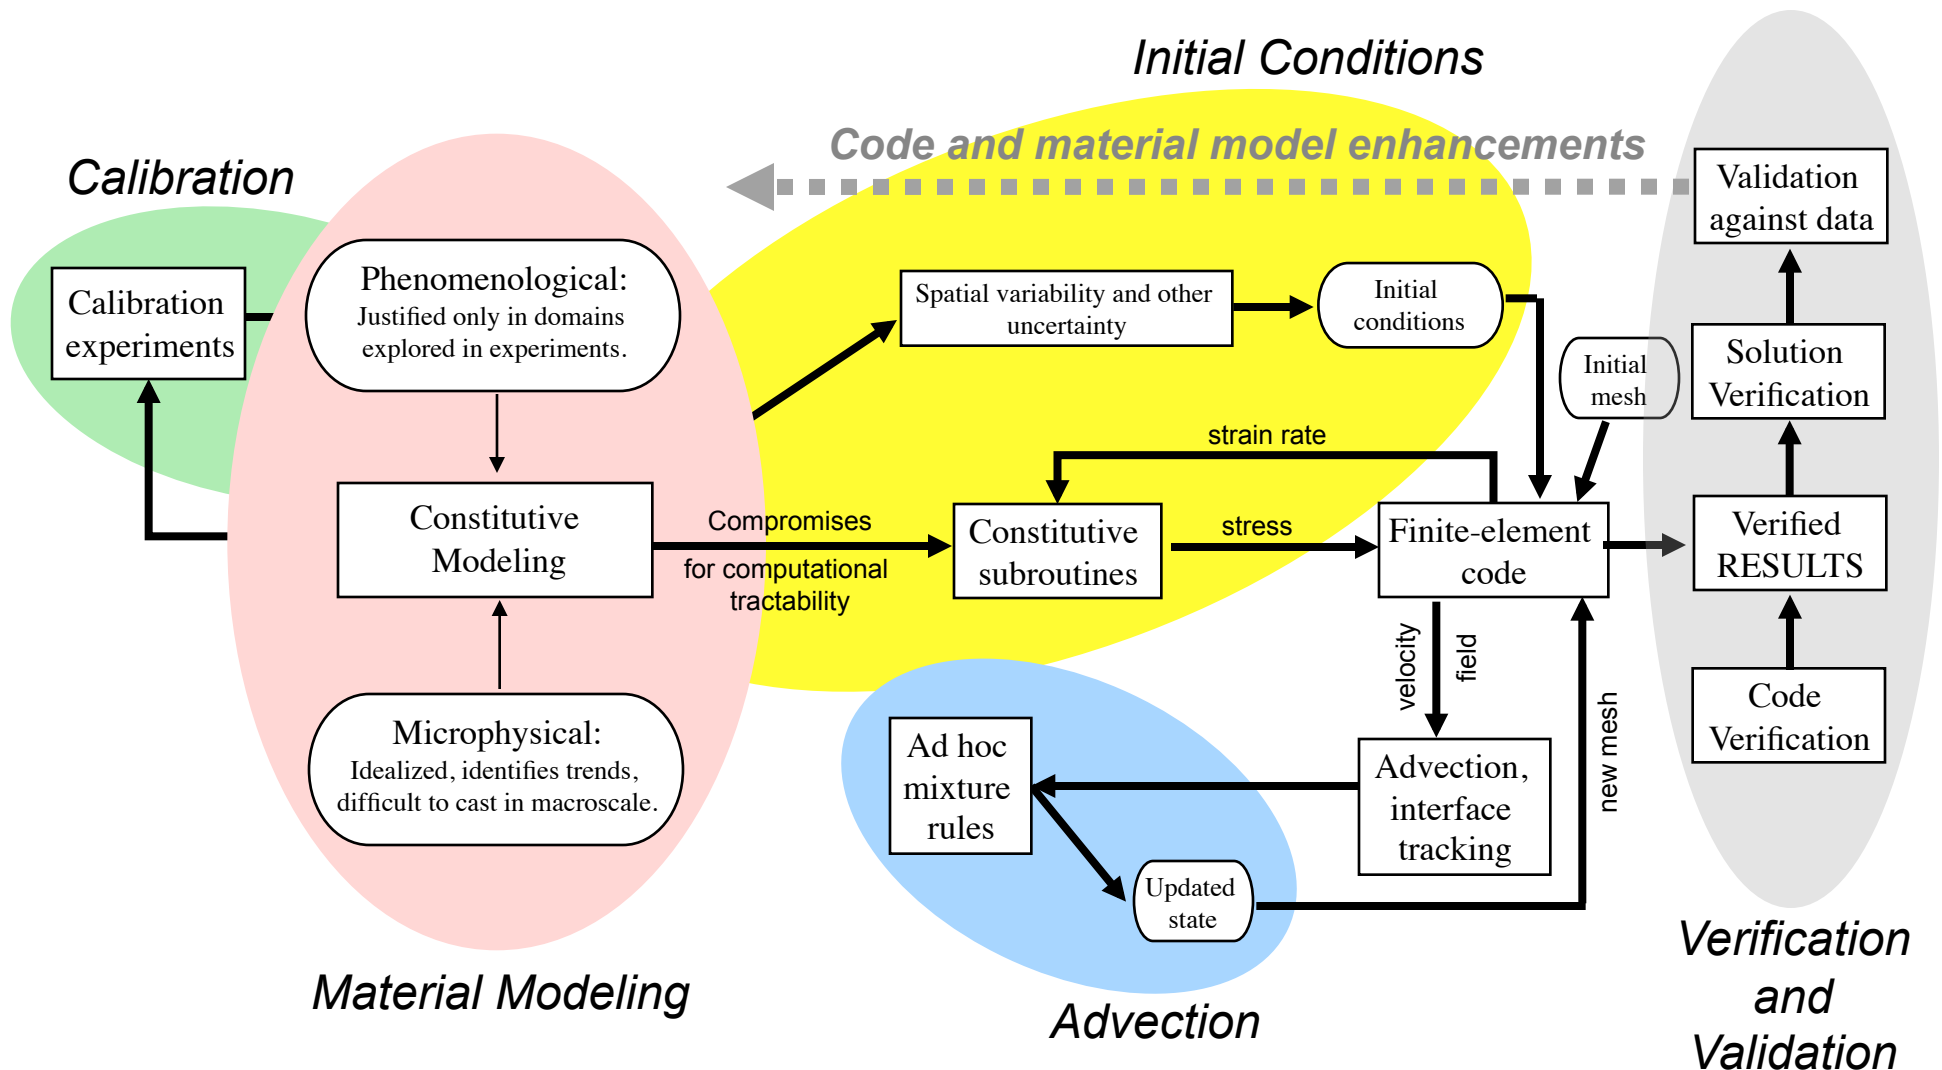 Initial Conditions
Code and material model enhancements
Calibration
Calibration
experiments
Phenomenological:
Justified only in domains
explored in experiments.
Constitutive
Modeling
Microphysical:
Idealized, identifies trends,
difficult to cast in macroscale.
Material Modeling
Compromises
for computational
tractability
Spatial variability and other
uncertainty
Initial
conditions
Initial
mesh
strain rate
Constitutive
subroutines
stress
Finite-element
code
velocity
field
new mesh
Ad hoc
mixture
rules
Advection,
interface
tracking
Updated
state
Advection
Validation
against data
Solution
Verification
Verified
RESULTS
Code
Verification
Verification
and
Validation